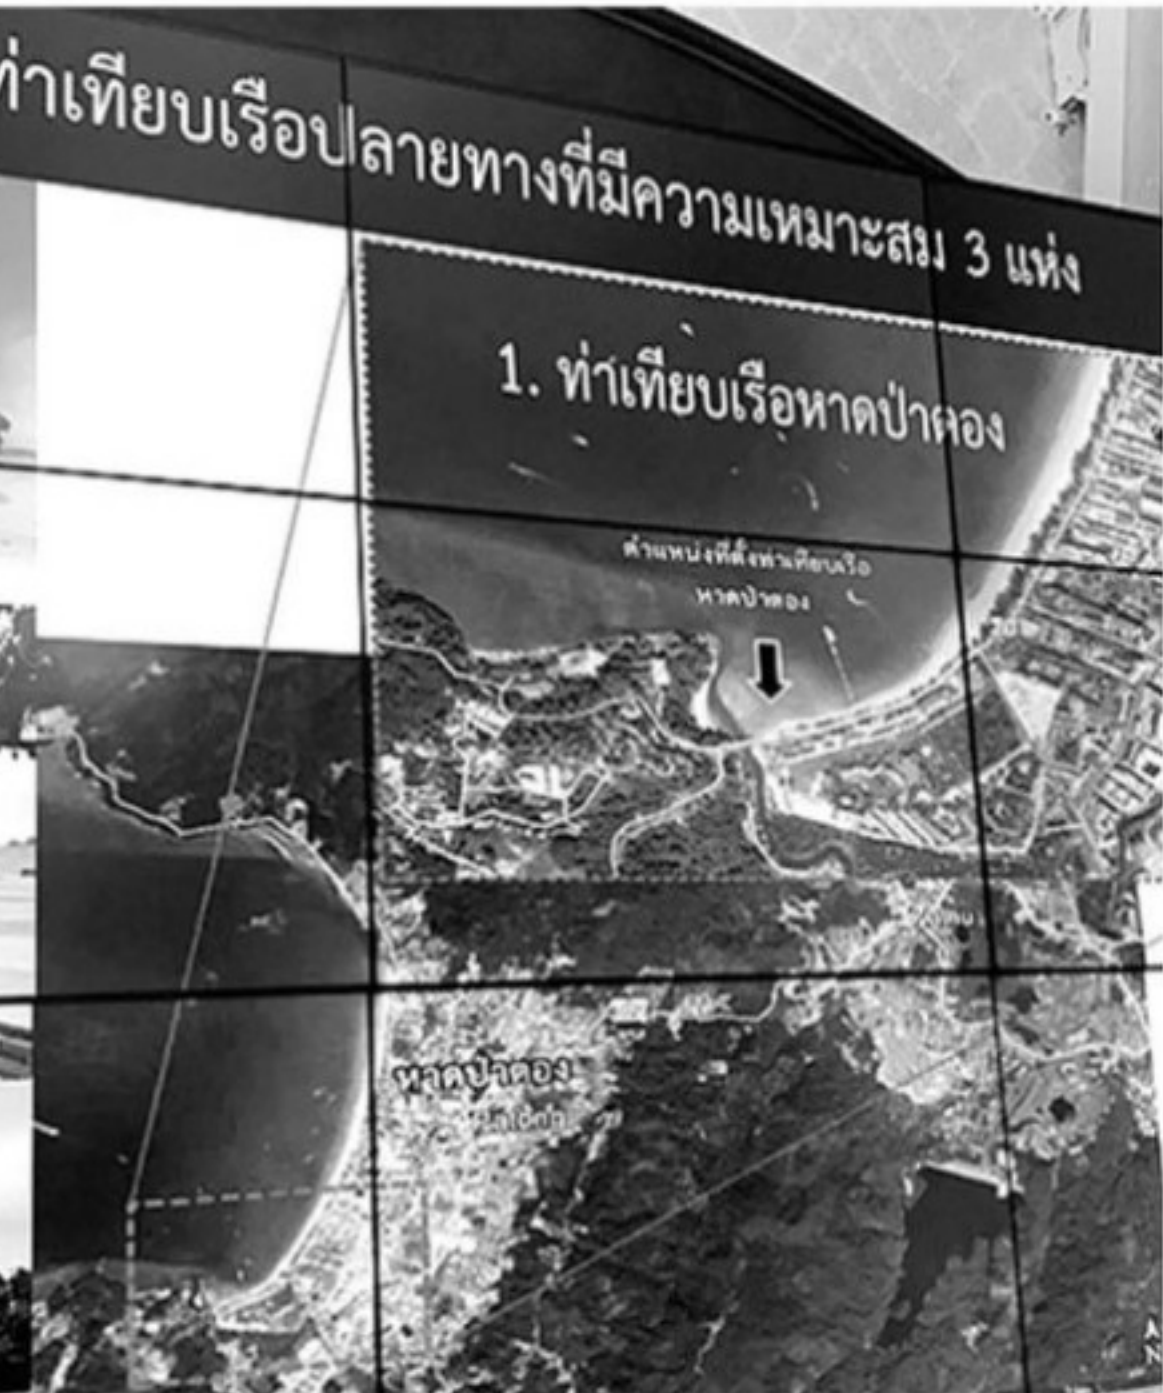 ท่าเทียบเรือปลายทางที่มีความเหมาะสม 3 แห่ง
1. ท่าเทียบเรือหาดป่าตอง
ตำแหน่งที่ตั้งท่าเทียบเรือ
หาดป่าตอง
หาดป่าตอง